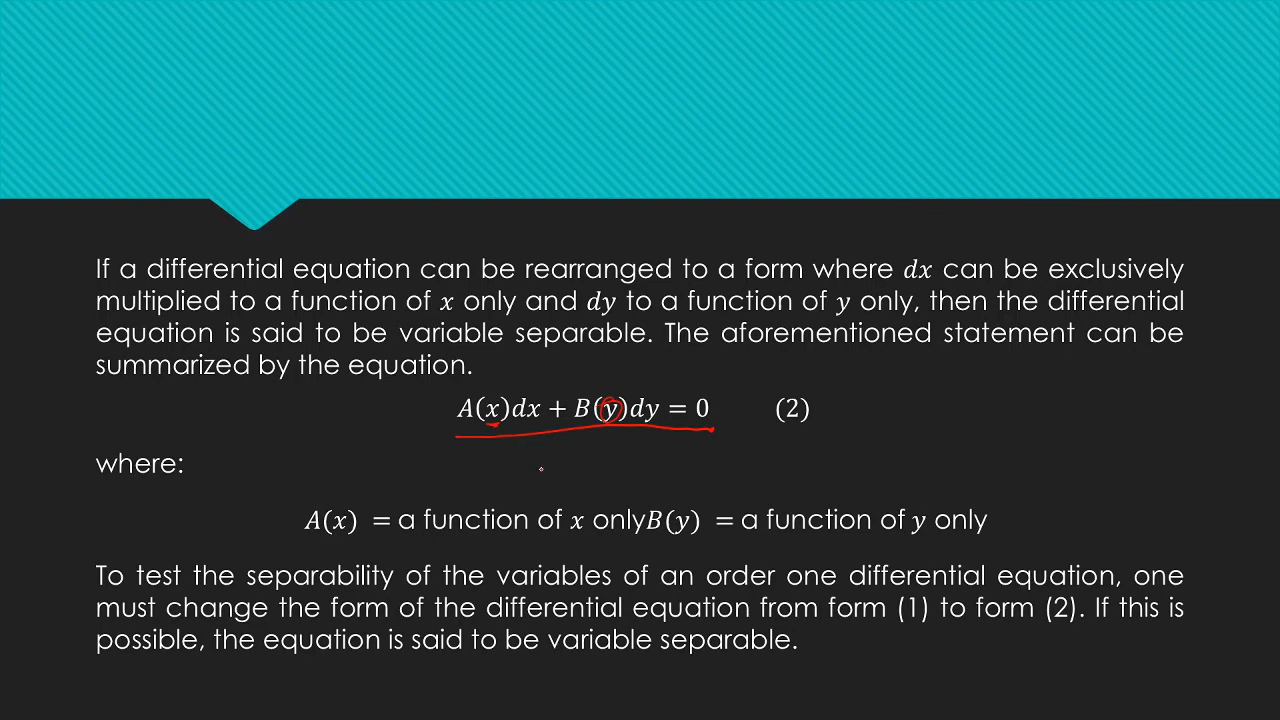 If a differential equation can be rearranged to a form where 𝑑𝑥 can be exclusively
multiplied to a function of 𝑥 only and 𝑑𝑦 to a function of 𝑦 only, then the differential
equation is said to be variable separable. The aforementioned statement can be
summarized by the equation.
𝐴(𝑥)𝑑𝑥 + 𝐵(𝑦)𝑑𝑦 = 0 (2)
where:
𝐴(𝑥) = a function of 𝑥 only𝐵(𝑦) = a function of 𝑦 only
To test the separability of the variables of an order one differential equation, one
must change the form of the differential equation from form (1) to form (2). If this is
possible, the equation is said to be variable separable.